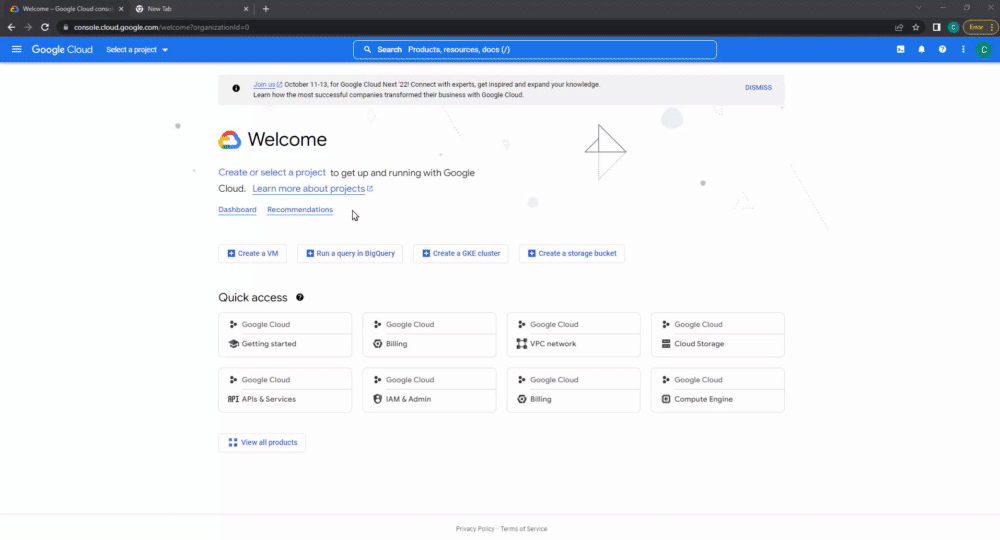 Welcome – Google Cloud consol
New Tab
console.cloud.google.com/welcome?organizationId=0
C
Error
Google Cloud
Select a project
Search Products, resources, docs (/)
C
Join us October 11-13, for Google Cloud Next '22! Connect with experts, get inspired and expand your knowledge.
Learn how the most successful companies transformed their business with Google Cloud.
DISMISS
Welcome
Create or select a project to get up and running with Google
Cloud. Learn more about projects
Dashboard
Recommendations
Create a VM
Run a query in BigQuery
Create a GKE cluster
Create a storage bucket
Quick access
Google Cloud
Google Cloud
Google Cloud
Google Cloud
Getting started
Billing
VPC network
Cloud Storage
Google Cloud
Google Cloud
Google Cloud
Google Cloud
API APIs & Services
IAM & Admin
Billing
Compute Engine
View all products
Privacy Policy · Terms of Service